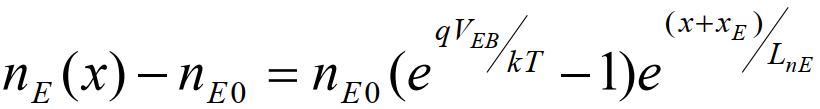 n_E(x) − n_{E0} = n_{E0}(e^{qV_{EB}/kT} − 1)e^{(x+x_E)/L_{nE}}